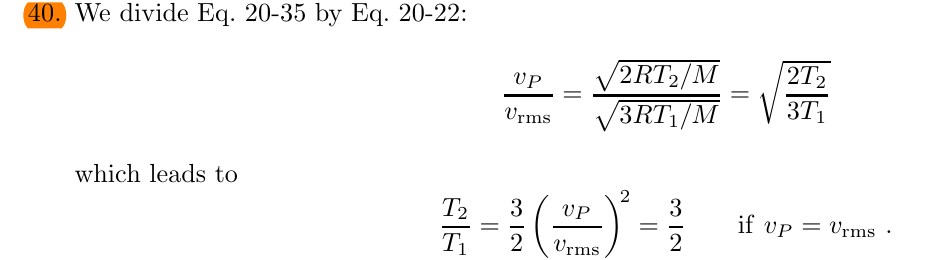 40. We divide Eq. 20-35 by Eq. 20-22:
v_P / v_rms = √(2RT_2/M) / √(3RT_1/M) = √(2T_2 / 3T_1)
which leads to
T_2 / T_1 = 3/2 (v_P / v_rms)^2 = 3/2 if v_P = v_rms .